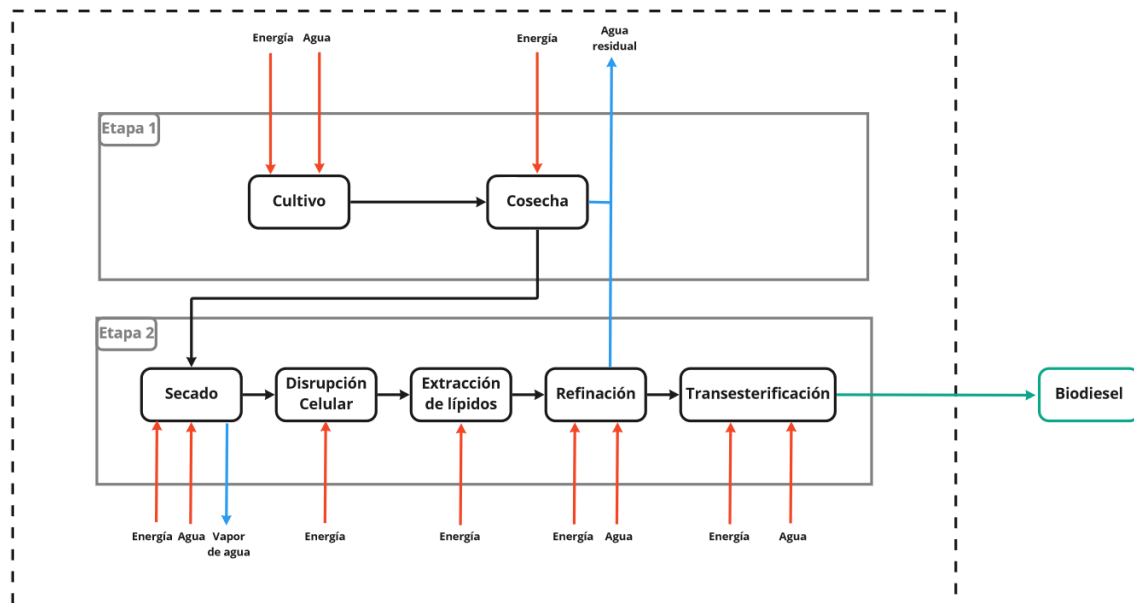 Energía
Agua
Energía
Agua
residual
Etapa 1
Cultivo
Cosecha
Etapa 2
Secado
Disrupción
Celular
Extracción
de lípidos
Refinación
Transesterificación
Biodiesel
Energía
Agua
Vapor
de agua
Energía
Energía
Energía
Agua
Energía
Agua